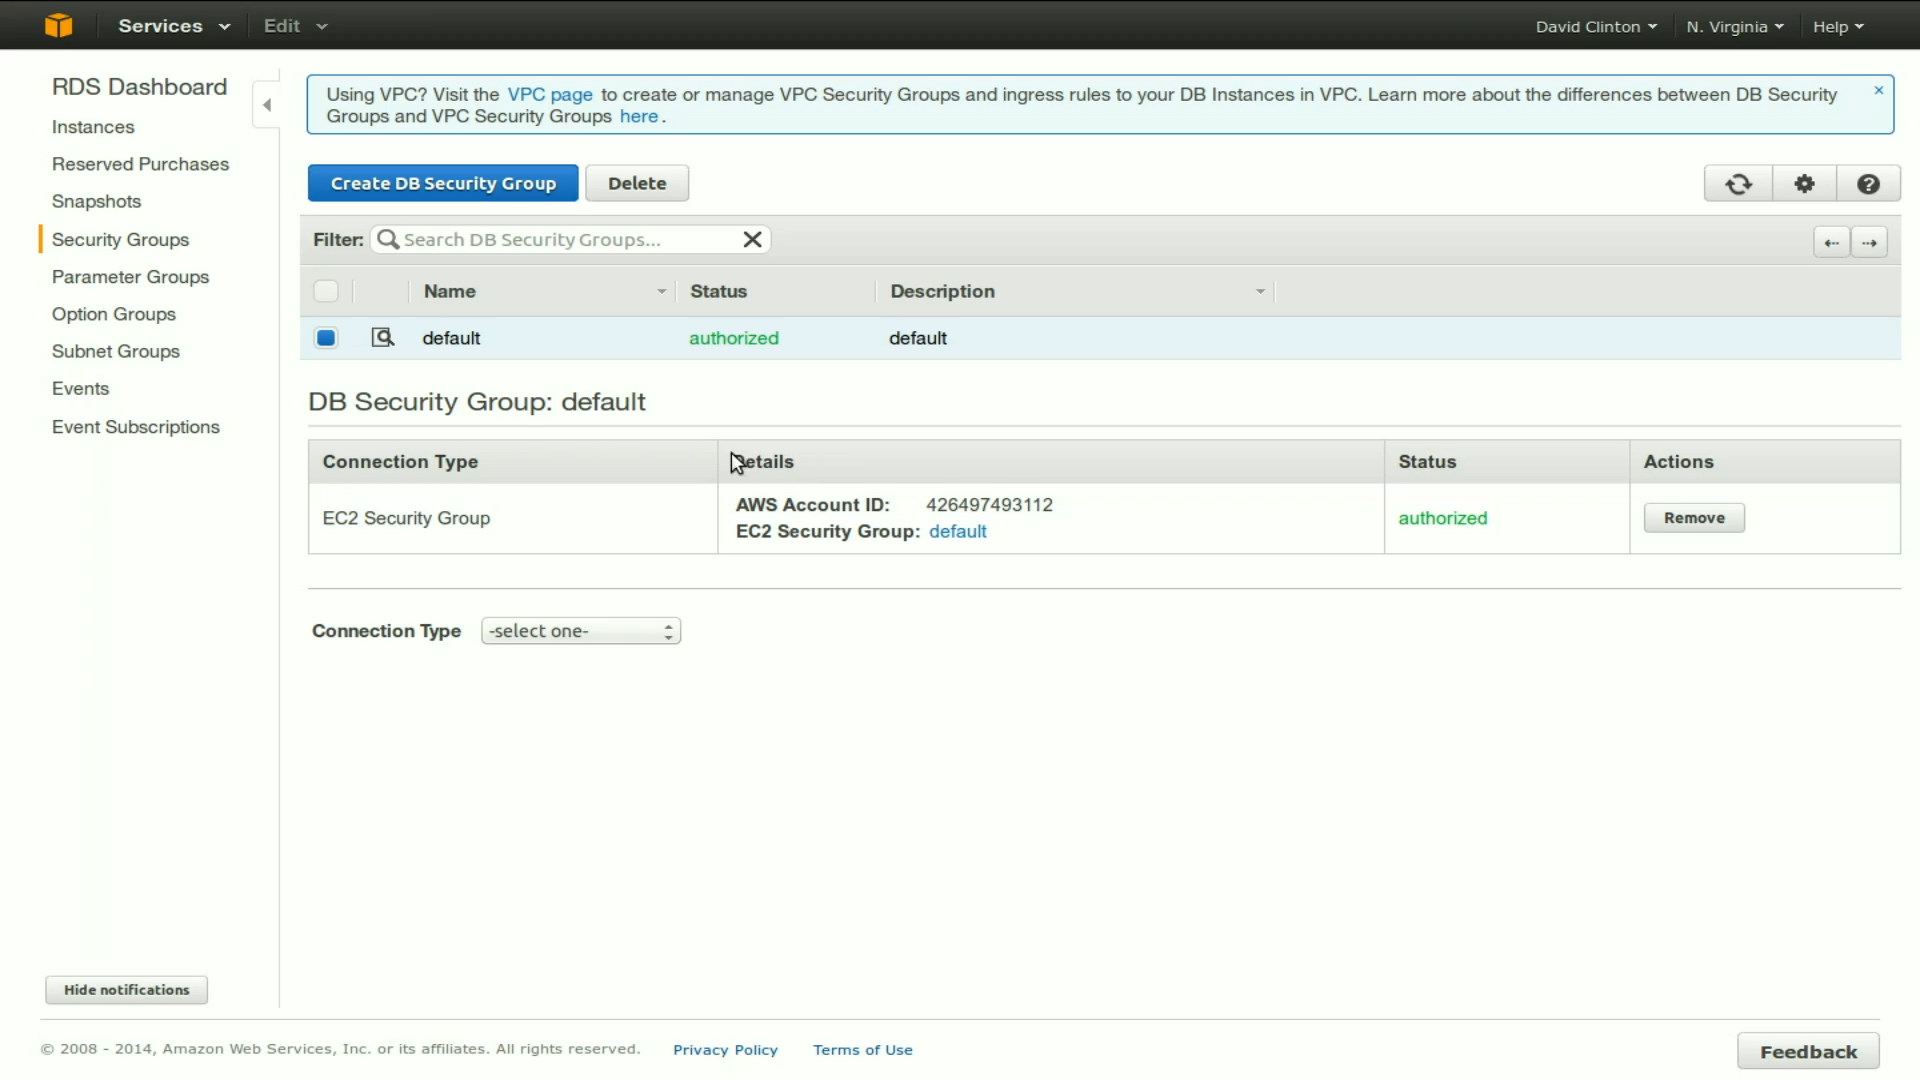 Services Edit David Clinton N. Virginia Help
RDS Dashboard
Instances
Reserved Purchases
Snapshots
Security Groups
Parameter Groups
Option Groups
Subnet Groups
Events
Event Subscriptions
Using VPC? Visit the VPC page to create or manage VPC Security Groups and ingress rules to your DB Instances in VPC. Learn more about the differences between DB Security
Groups and VPC Security Groups here.
Create DB Security Group Delete
Filter: Search DB Security Groups...
Name Status Description
default authorized default
DB Security Group: default
Connection Type Details Status Actions
EC2 Security Group AWS Account ID: 426497493112 authorized Remove
EC2 Security Group: default
Connection Type -select one-
Hide notifications
© 2008 - 2014, Amazon Web Services, Inc. or its affiliates. All rights reserved. Privacy Policy Terms of Use Feedback